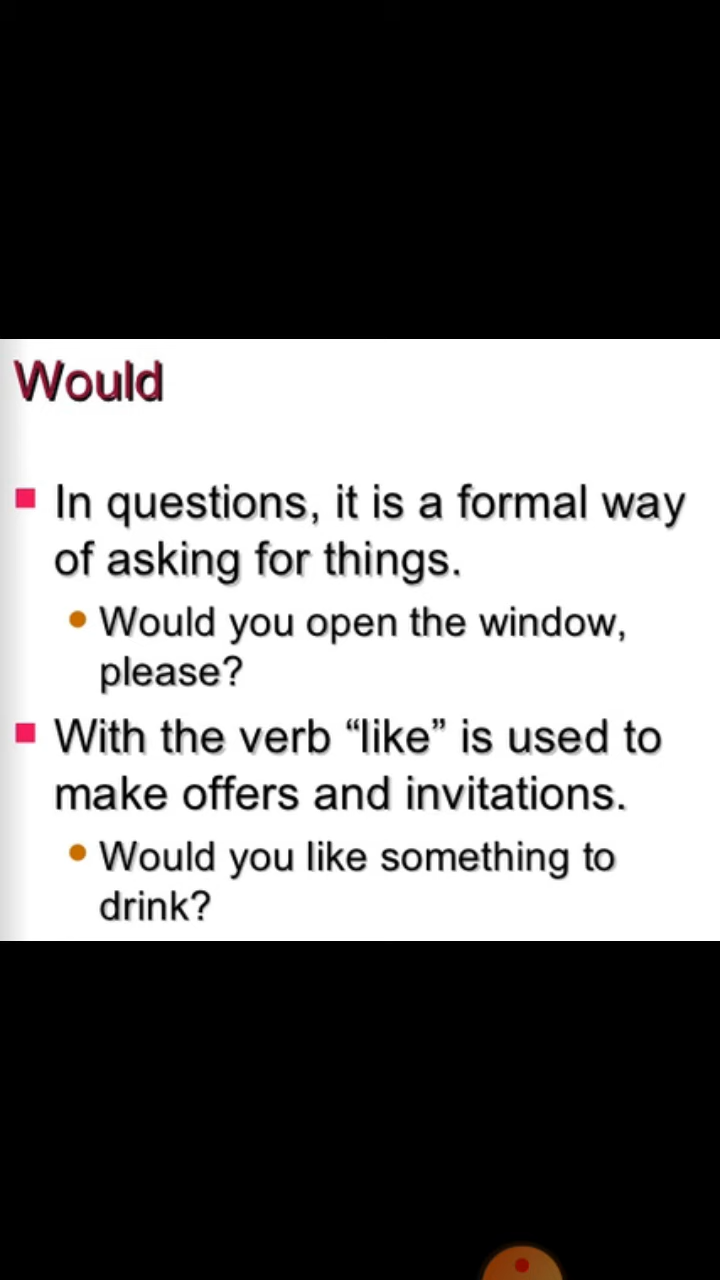 Would
In questions, it is a formal way
of asking for things.
Would you open the window,
please?
With the verb “like” is used to
make offers and invitations.
Would you like something to
drink?